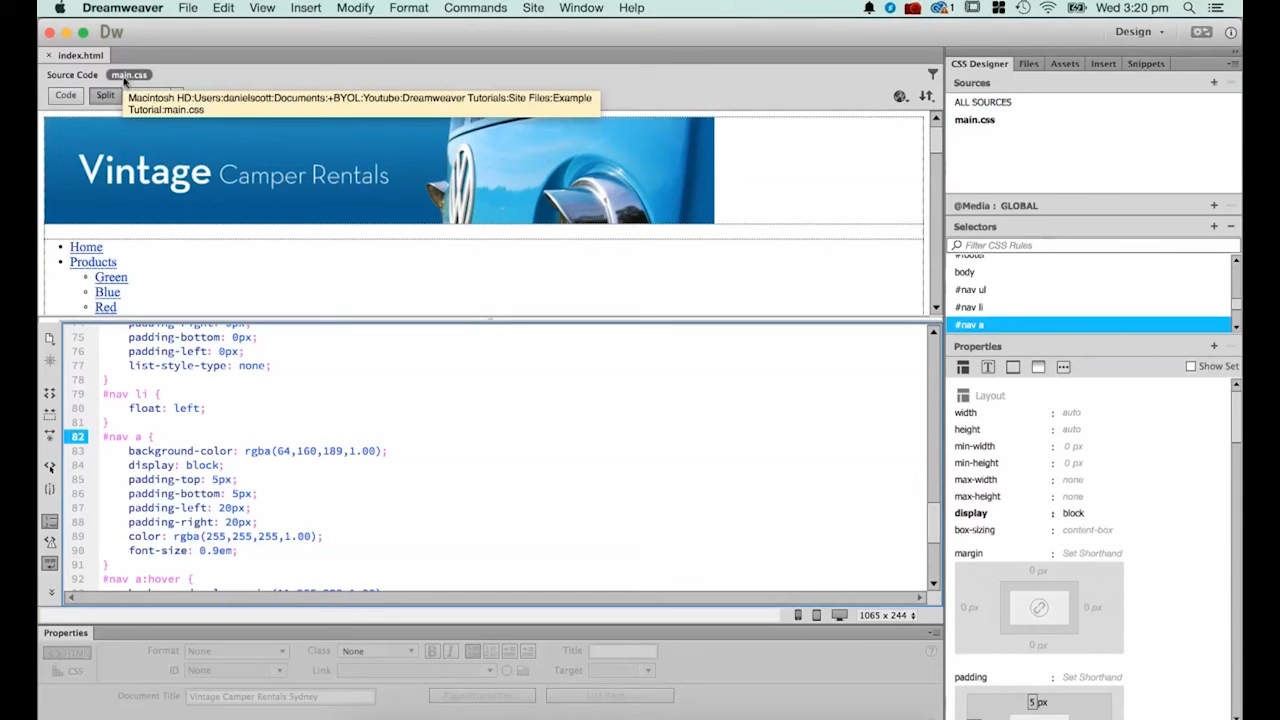 Dreamweaver File Edit View Insert Modify Format Commands Site Window Help
1 Wed 3:20 pm
Dw
Design
× index.html
Source Code main.css
Code Split
Macintosh HD:Users:danielscott:Documents:+BYOL:Youtube:Dreamweaver Tutorials:Site Files:Example
Tutorial:main.css
Vintage Camper Rentals
Home
Products
Green
Blue
Red
75 padding-bottom: 0px;
76 padding-left: 0px;
77 list-style-type: none;
78 }
79 #nav li {
80 float: left;
81 }
82 #nav a {
83 background-color: rgba(64,160,189,1.00);
84 display: block;
85 padding-top: 5px;
86 padding-bottom: 5px;
87 padding-left: 20px;
88 padding-right: 20px;
89 color: rgba(255,255,255,1.00);
90 font-size: 0.9em;
91 }
92 #nav a:hover {
1065 x 244
Properties
HTML Format None Class None B I Title
CSS ID None Link Target
Document Title Vintage Camper Rentals Sydney Page Properties... List Item...
CSS Designer Files Assets Insert Snippets
Sources
ALL SOURCES
main.css
@Media : GLOBAL
Selectors
Filter CSS Rules
#footer
body
#nav ul
#nav li
#nav a
Properties
Show Set
Layout
width : auto
height : auto
min-width : 0 px
min-height : 0 px
max-width : none
max-height : none
display : block
box-sizing : content-box
margin : Set Shorthand
0 px
0 px 0 px
0 px
padding : Set Shorthand
5 px